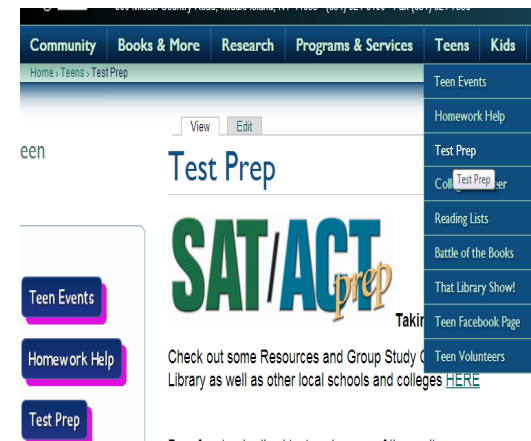 Community Books & More Research Programs & Services Teens Kids
Home › Teens › Test Prep
Teen Events
Homework Help
Test Prep
Test Prep
Reading Lists
Battle of the Books
That Library Show!
Teen Facebook Page
Teen Volunteers
View Edit
een
Test Prep
SAT/ACT prep
Takin
Check out some Resources and Group Study
Library as well as other local schools and colleges HERE
Teen Events
Homework Help
Test Prep